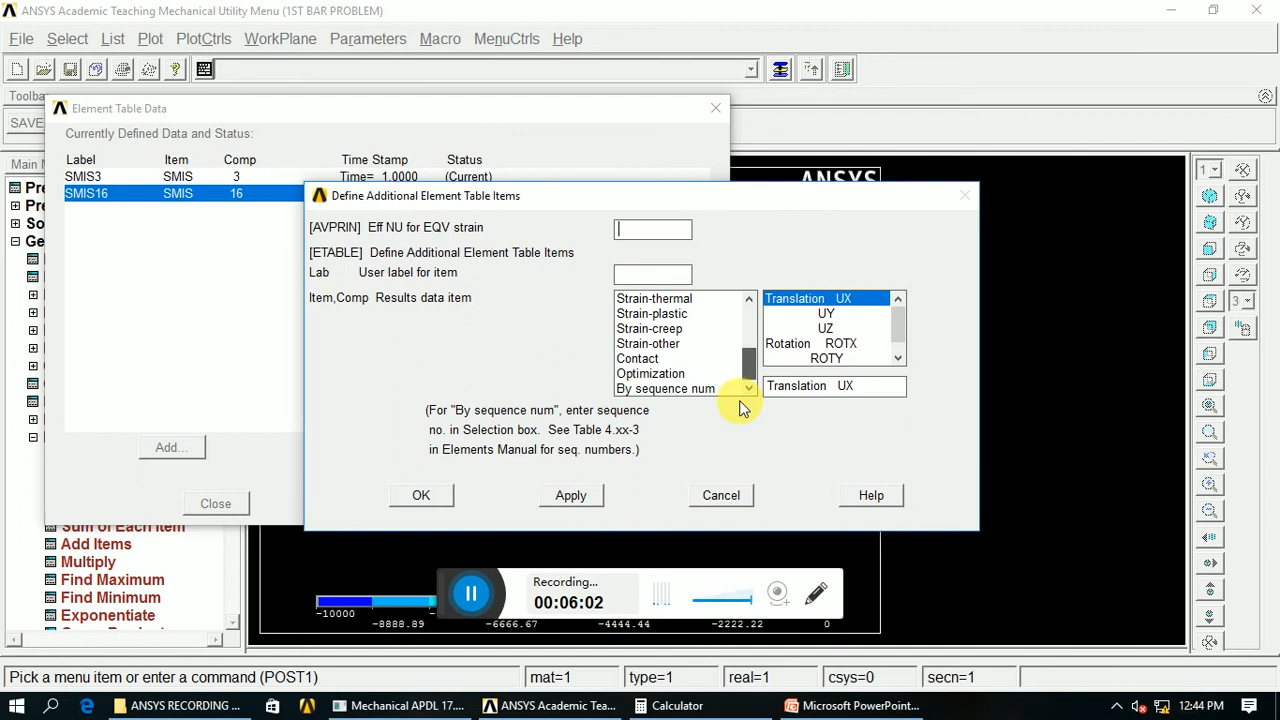 ANSYS Academic Teaching Mechanical Utility Menu (1ST BAR PROBLEM)
File Select List Plot PlotCtrls WorkPlane Parameters Macro MenuCtrls Help
Toolba
SAVE
Element Table Data
Currently Defined Data and Status:
Label Item Comp Time Stamp Status
SMIS3 SMIS 3 Time= 1.0000 (Current)
SMIS16 SMIS 16
Add...
Close
Main M
Pre
Pre
So
Ge
Sum of Each Item
Add Items
Multiply
Find Maximum
Find Minimum
Exponentiate
ANSYS
1
3
Define Additional Element Table Items
[AVPRIN] Eff NU for EQV strain
[ETABLE] Define Additional Element Table Items
Lab User label for item
Item,Comp Results data item
Strain-thermal
Strain-plastic
Strain-creep
Strain-other
Contact
Optimization
By sequence num
Translation UX
UY
UZ
Rotation ROTX
ROTY
Translation UX
(For "By sequence num", enter sequence
no. in Selection box. See Table 4.xx-3
in Elements Manual for seq. numbers.)
OK Apply Cancel Help
Recording...
00:06:02
-10000
-8888.89 -6666.67 -4444.44 -2222.22 0
Pick a menu item or enter a command (POST1) mat=1 type=1 real=1 csys=0 secn=1
ANSYS RECORDING ... Mechanical APDL 17.... ANSYS Academic Tea... Calculator Microsoft PowerPoint... 12:44 PM